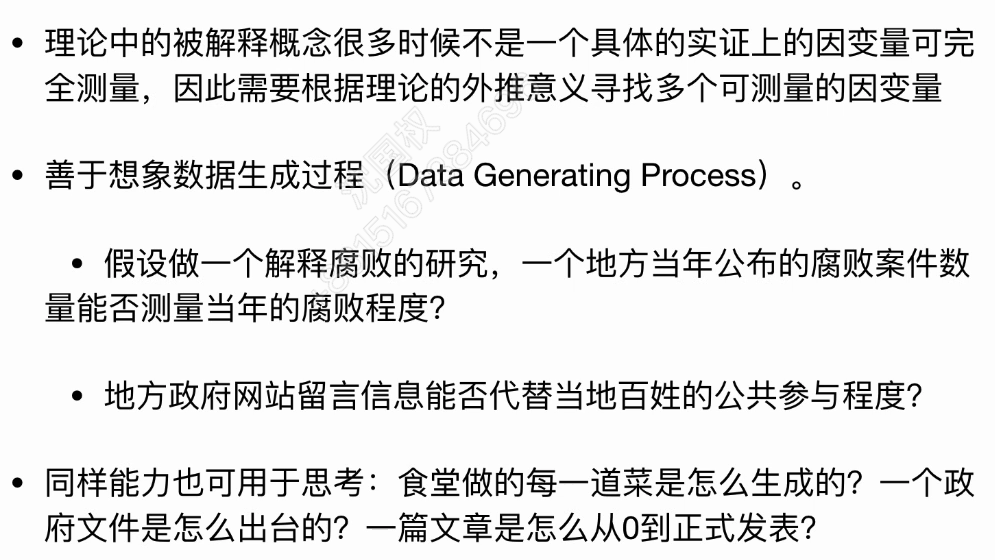 • 理论中的被解释概念很多时候不是一个具体的实证上的因变量可完
全测量，因此需要根据理论的外推意义寻找多个可测量的因变量
• 善于想象数据生成过程（Data Generating Process）。
• 假设做一个解释腐败的研究，一个地方当年公布的腐败案件数
量能否测量当年的腐败程度？
• 地方政府网站留言信息能否代替当地百姓的公共参与程度？
• 同样能力也可用于思考：食堂做的每一道菜是怎么生成的？一个政
府文件是怎么出台的？一篇文章是怎么从0到正式发表？